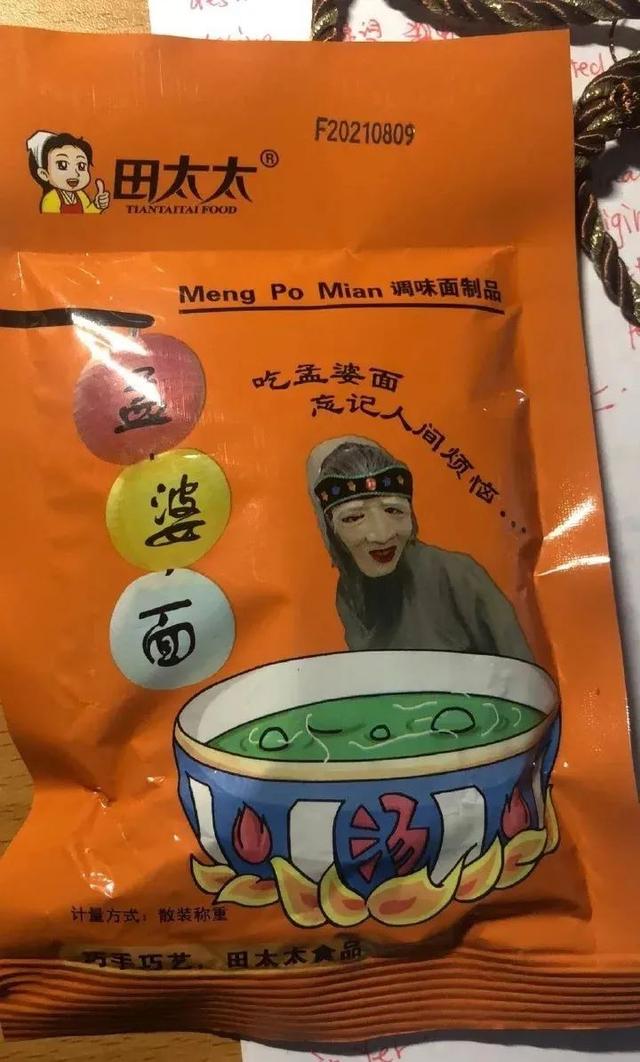 F20210809
田太太®
TIANTAITAI FOOD
Meng Po Mian 调味面制品
孟
婆
面
吃孟婆面
忘记人间烦恼...
汤
计量方式：散装称重
巧手巧艺，田太太食品